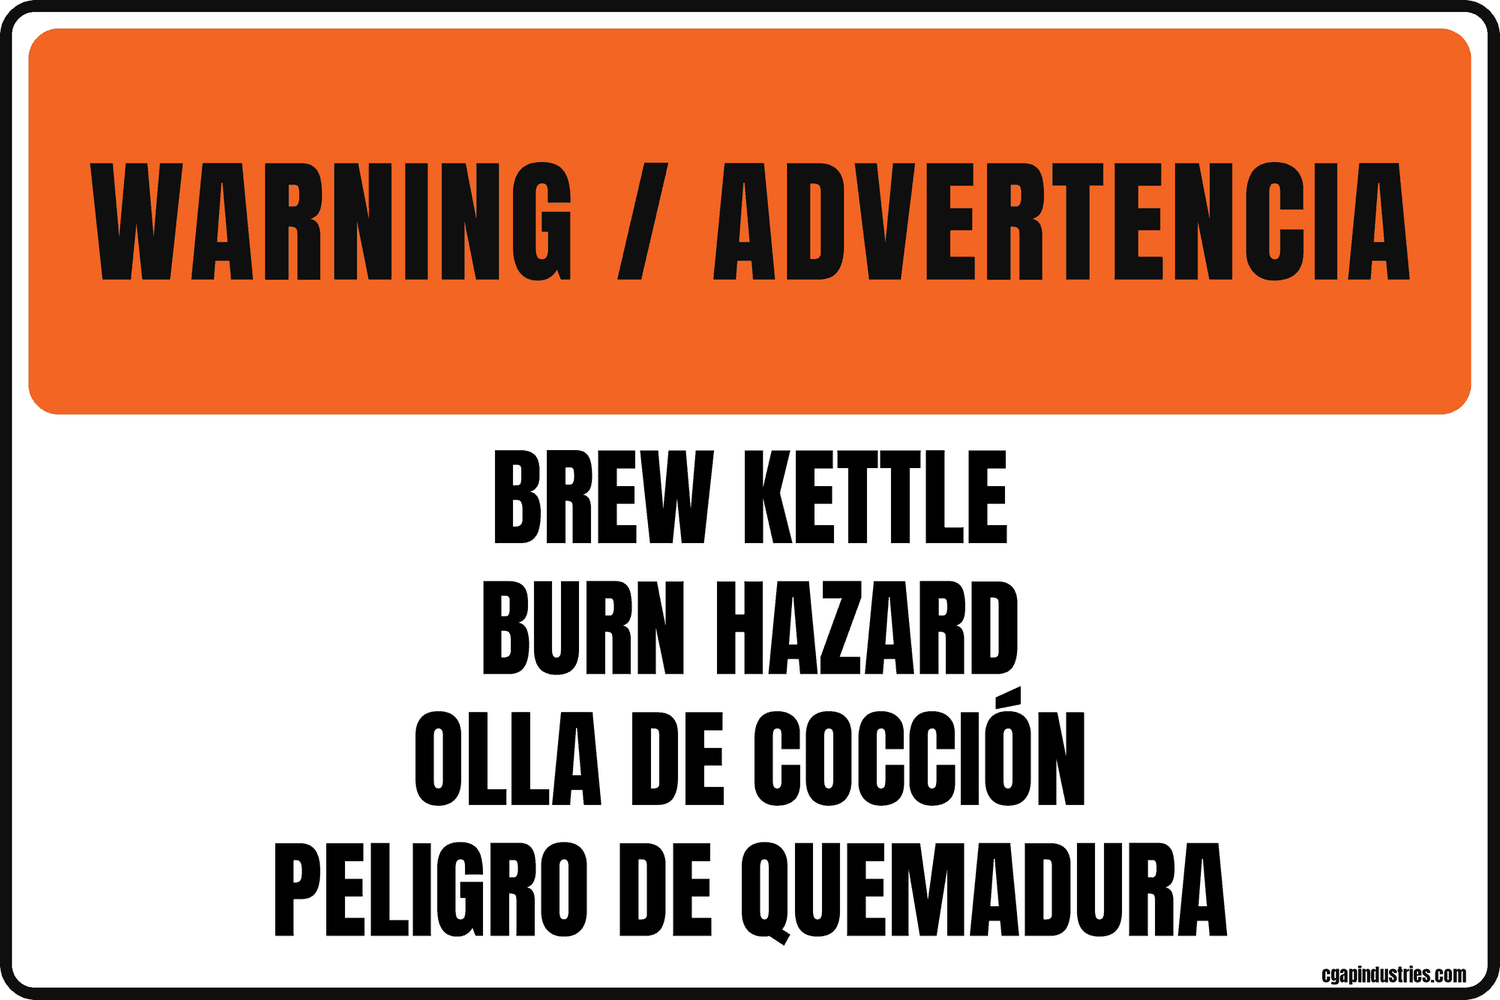 WARNING / ADVERTENCIA
BREW KETTLE
BURN HAZARD
OLLA DE COCCIÓN
PELIGRO DE QUEMADURA
cgapindustries.com